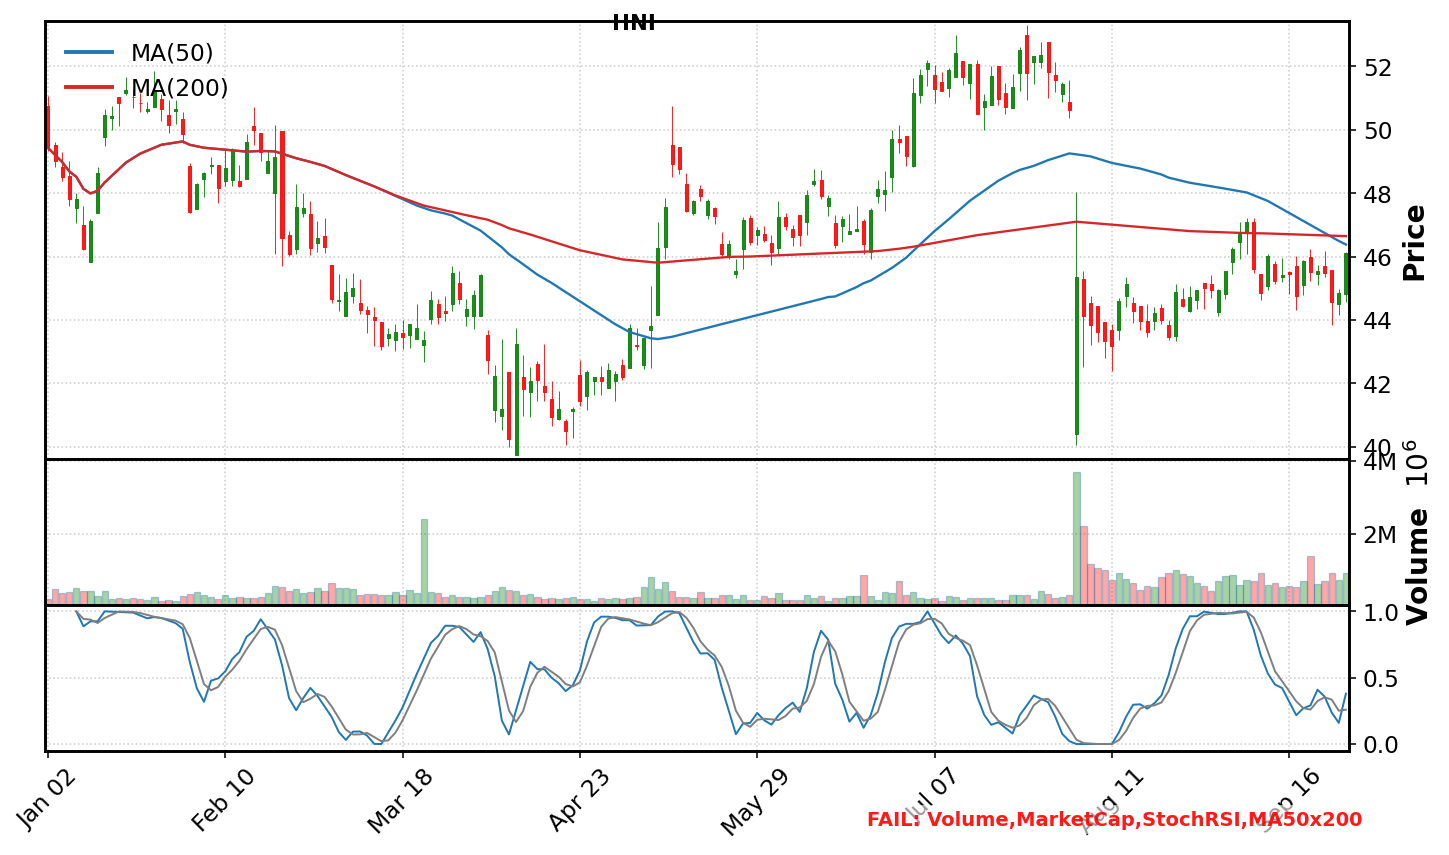 HNI
MA(50)
MA(200)
52
50
48
46
44
42
40
Price
4M
2M
Volume 10^6
1.0
0.5
0.0
Jan 02
Feb 10
Mar 18
Apr 23
May 29
Jul 07
Aug 11
Sep 16
FAIL: Volume,MarketCap,StochRSI,MA50x200